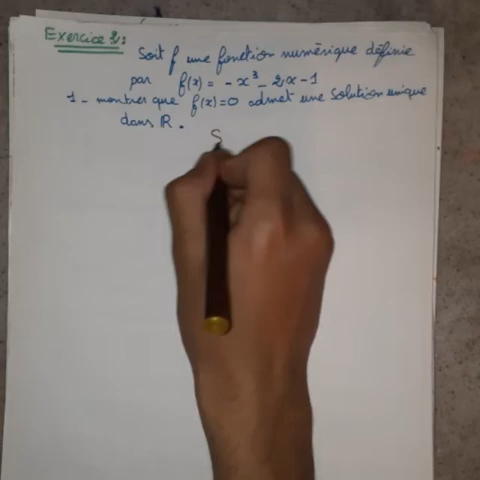 Exercice 2:
Soit f une fonction numérique définie
par f(x) = -x³ - 2x - 1
1 - montrer que f(x)=0 admet une solution unique
dans ℝ.
S